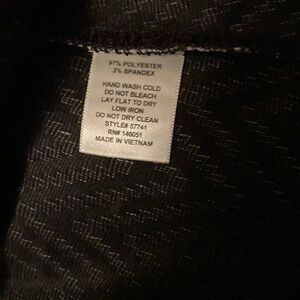 97% POLYESTER
3% SPANDEX
HAND WASH COLD
DO NOT BLEACH
LAY FLAT TO DRY
LOW IRON
DO NOT DRY CLEAN
STYLE# 57741
RN# 146051
MADE IN VIETNAM